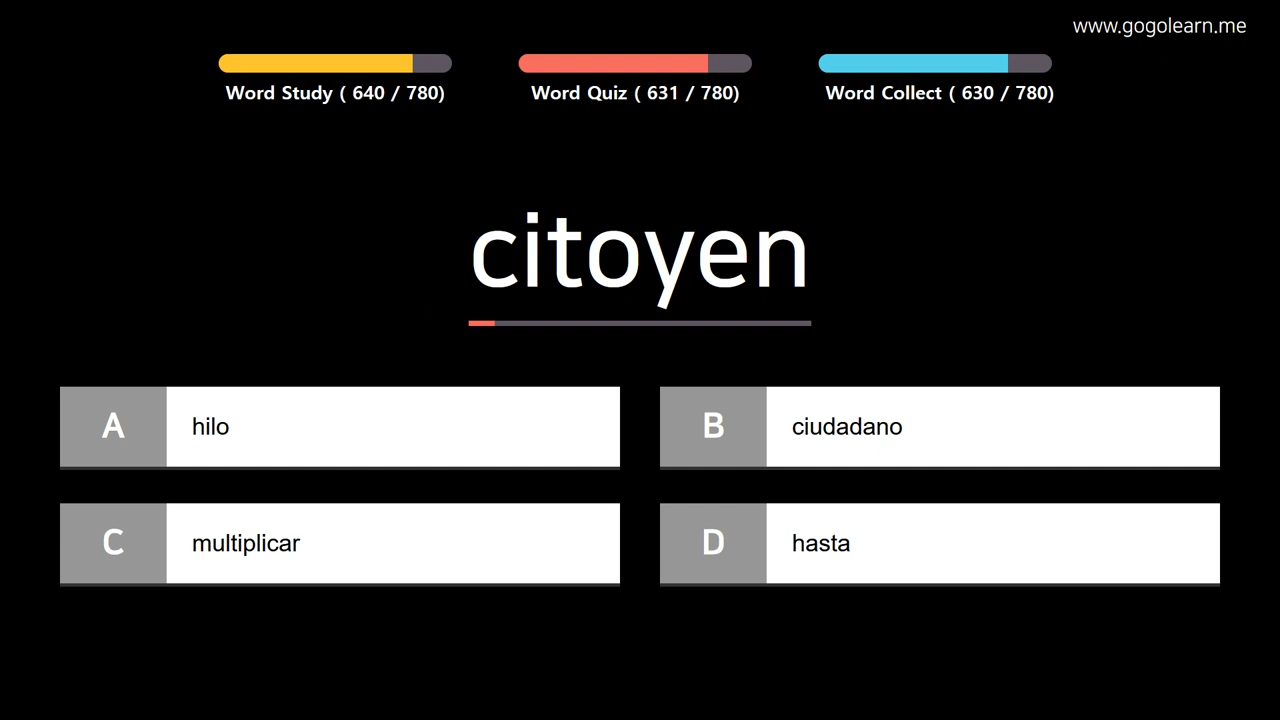 www.gogolearn.me
Word Study ( 640 / 780)
Word Quiz ( 631 / 780)
Word Collect ( 630 / 780)
citoyen
A hilo
B ciudadano
C multiplicar
D hasta